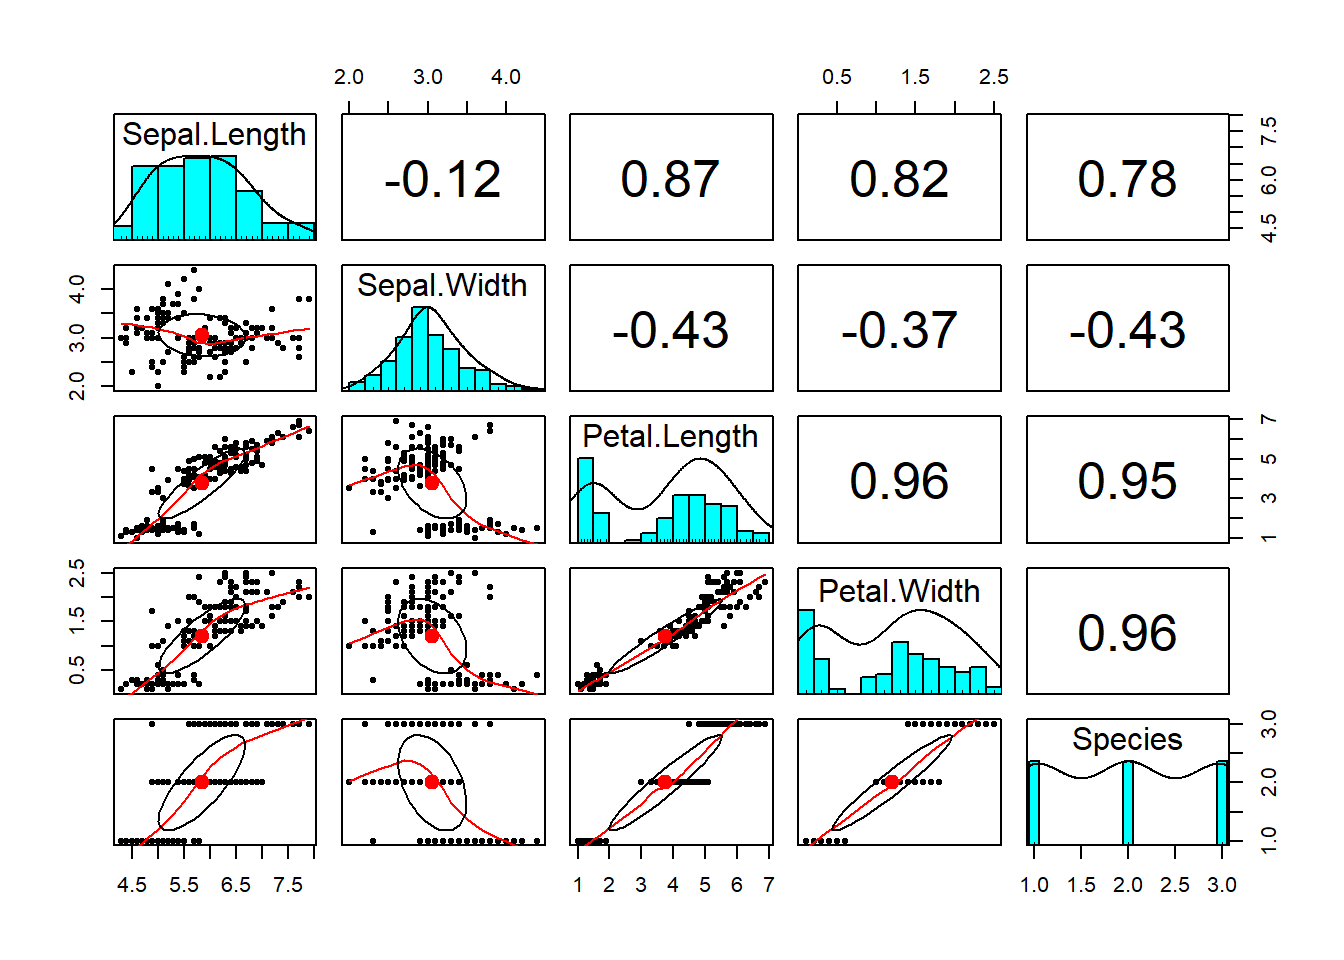 2.0 3.0 4.0 0.5 1.5 2.5
Sepal.Length -0.12 0.87 0.82 0.78 4.5 6.0 7.5
2.0 3.0 4.0 Sepal.Width -0.43 -0.37 -0.43
Petal.Length 0.96 0.95 1 3 5 7
0.5 1.5 2.5 Petal.Width 0.96
Species 1.0 2.0 3.0
4.5 5.5 6.5 7.5 1 2 3 4 5 6 7 1.0 1.5 2.0 2.5 3.0